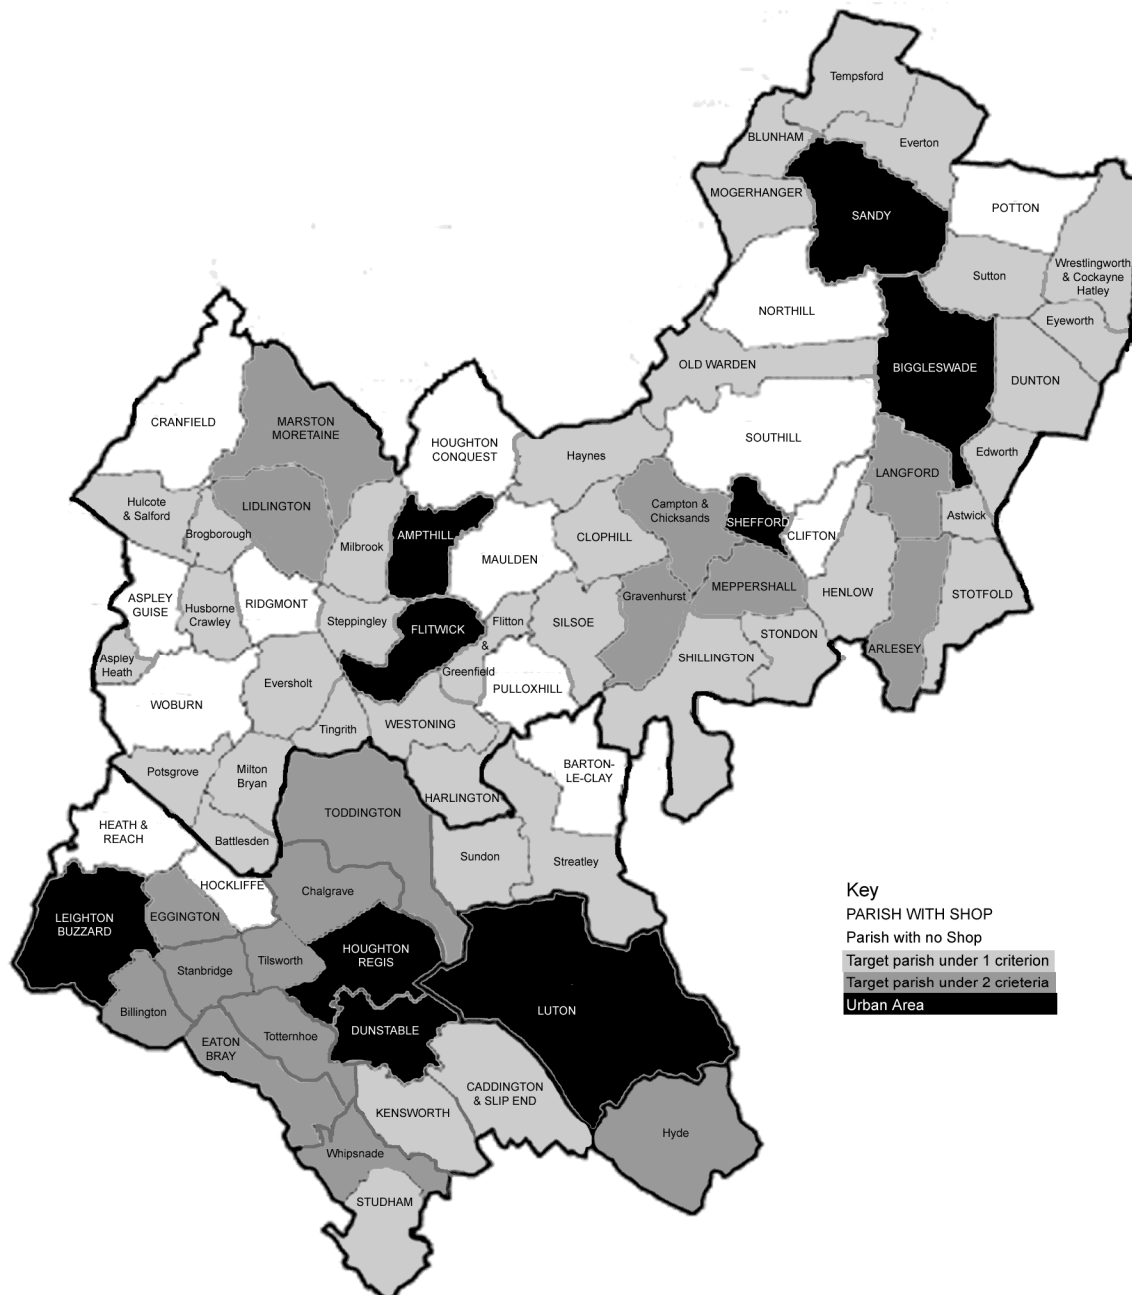 Tempsford
BLUNHAM
Everton
MOGERHANGER
SANDY
POTTON
Sutton
Wrestlingworth
& Cockayne
Hatley
NORTHILL
Eyeworth
OLD WARDEN
BIGGLESWADE
DUNTON
CRANFIELD
MARSTON
MORETAINE
HOUGHTON
CONQUEST
SOUTHILL
Haynes
LANGFORD
Edworth
Hulcote
& Salford
LIDLINGTON
Campton &
Chicksands
SHEFFORD
Astwick
Brogborough
AMPTHILL
Milbrook
CLOPHILL
CLIFTON
MAULDEN
ASPLEY
GUISE
Husborne
Crawley
RIDGMONT
Gravenhurst
MEPPERSHALL
HENLOW
STOTFOLD
Steppingley
FLITWICK
Flitton
&
Greenfield
SILSOE
STONDON
ARLESEY
SHILLINGTON
Aspley
Heath
Eversholt
PULLOXHILL
WOBURN
Tingrith
WESTONING
Potsgrove
Milton
Bryan
BARTON-
LE-CLAY
HARLINGTON
TODDINGTON
HEATH &
REACH
Battlesden
Sundon
Streatley
HOCKLIFFE
Chalgrave
LEIGHTON
BUZZARD
EGGINGTON
HOUGHTON
REGIS
Stanbridge
Tilsworth
Billington
LUTON
Totternhoe
DUNSTABLE
EATON
BRAY
CADDINGTON
& SLIP END
KENSWORTH
Hyde
Whipsnade
STUDHAM
Key
PARISH WITH SHOP
Parish with no Shop
Target parish under 1 criterion
Target parish under 2 crieteria
Urban Area